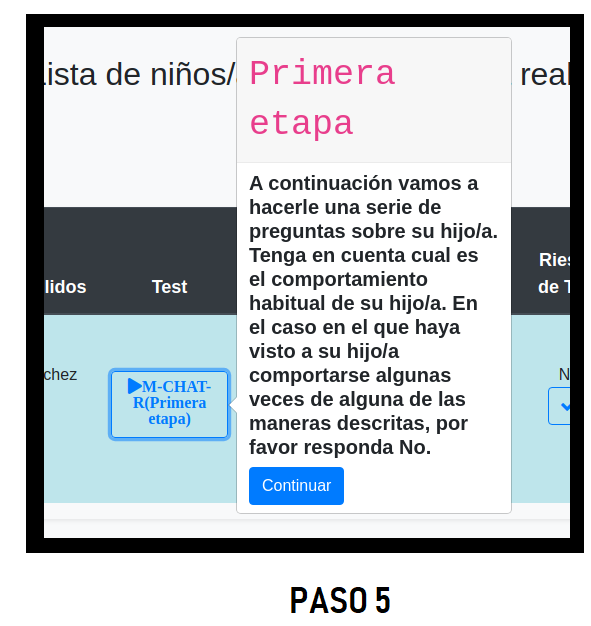 ista de niños/
real
Primera
etapa
A continuación vamos a
hacerle una serie de
preguntas sobre su hijo/a.
Tenga en cuenta cual es
el comportamiento
habitual de su hijo/a. En
el caso en el que haya
visto a su hijo/a
comportarse algunas
veces de alguna de las
maneras descritas, por
favor responda No.
Continuar
llidos
Test
Ries
de T
chez
M-CHAT-
R(Primera
etapa)
N
PASO 5